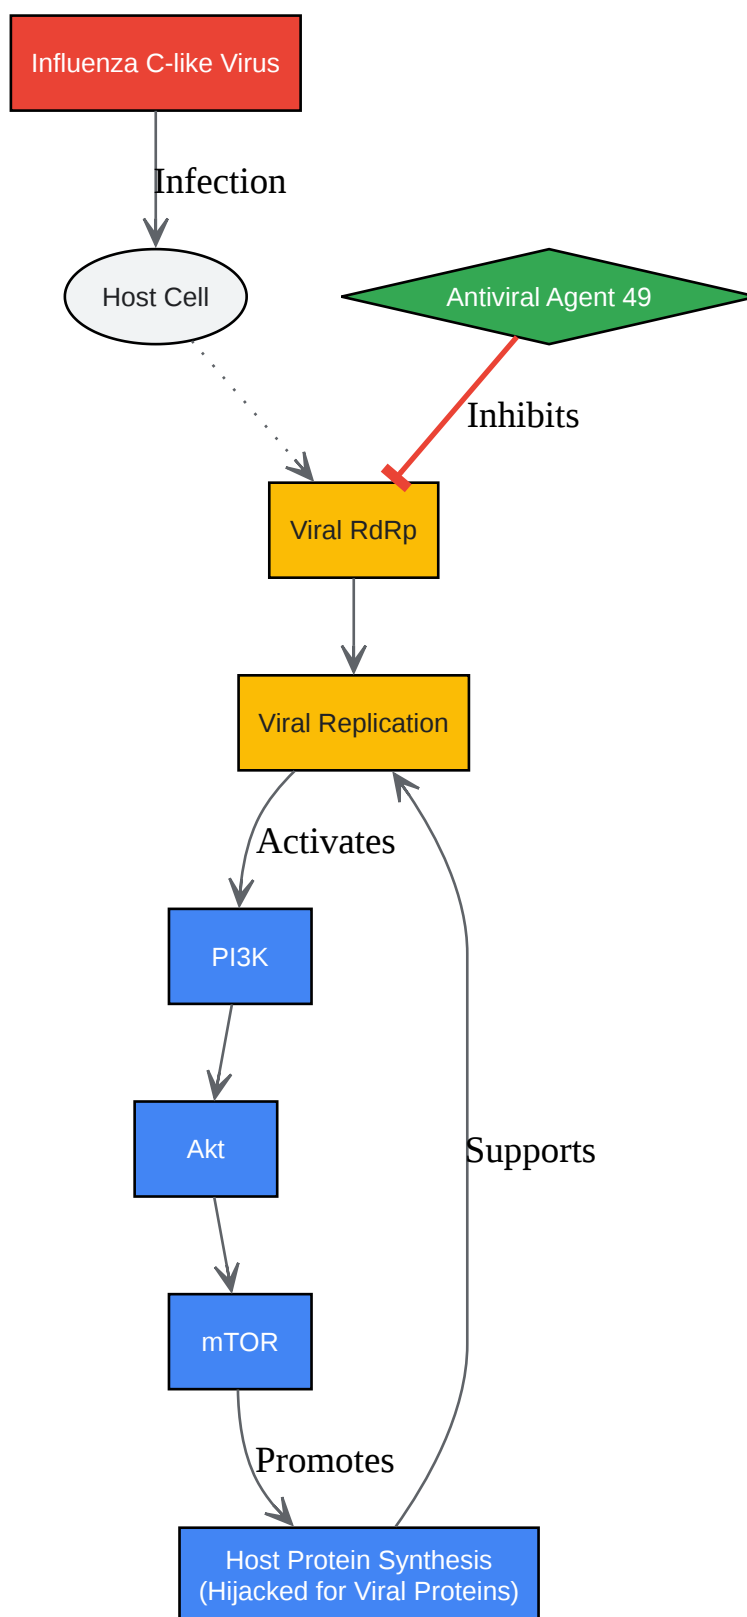 Influenza C-like Virus
Infection
Host Cell
Antiviral Agent 49
Inhibits
Viral RdRp
Viral Replication
Activates
PI3K
Akt
Supports
mTOR
Promotes
Host Protein Synthesis
(Hijacked for Viral Proteins)